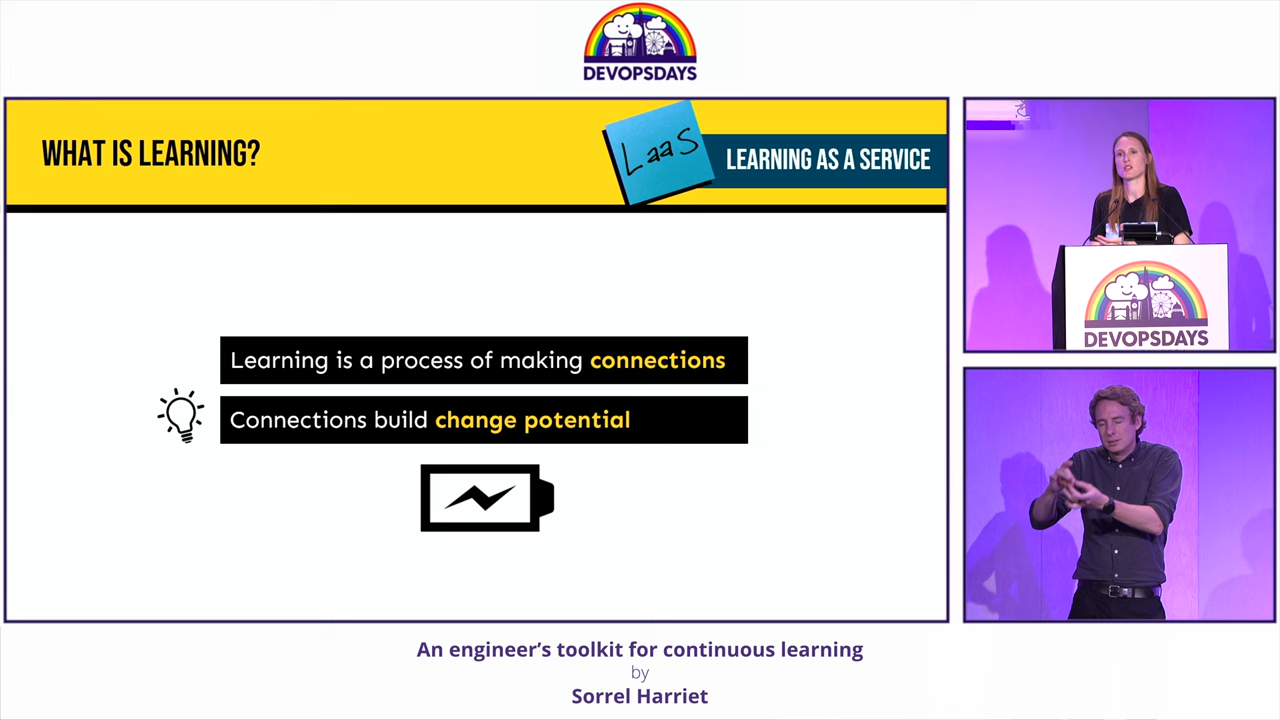 DEVOPSDAYS
WHAT IS LEARNING?
LaaS
LEARNING AS A SERVICE
Learning is a process of making connections
Connections build change potential
DEVOPSDAYS
An engineer's toolkit for continuous learning
by
Sorrel Harriet